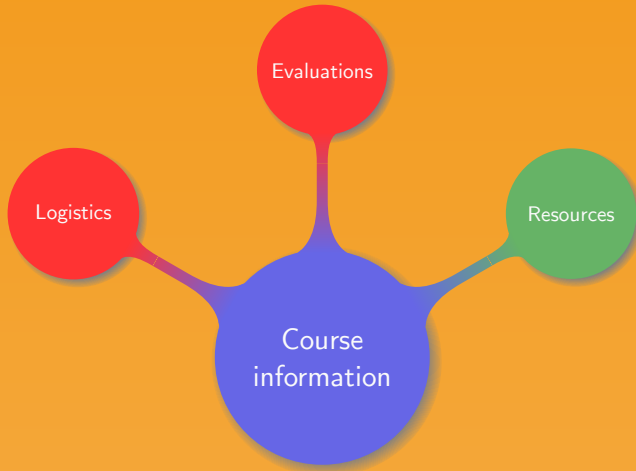 Evaluations
Logistics
Resources
Course
information